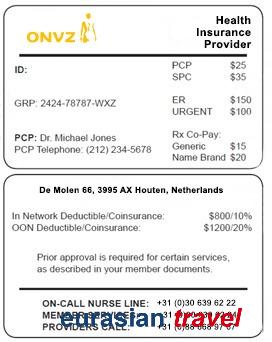 ONVZ
Health
Insurance
Provider
ID:
PCP $25
SPC $35
GRP: 2424-78787-WXZ
ER $150
URGENT $100
PCP: Dr. Michael Jones
PCP Telephone: (212) 234-5678
Rx Co-Pay:
Generic $15
Name Brand $20
De Molen 66, 3995 AX Houten, Netherlands
In Network Deductible/Coinsurance: $800/10%
OON Deductible/Coinsurance: $1200/20%
Prior approval is required for certain services,
as described in your member documents.
ON-CALL NURSE LINE: +31 (0)30 639 62 22
MEMBER SERVICES:
PROVIDERS CALL:
eurasian travel